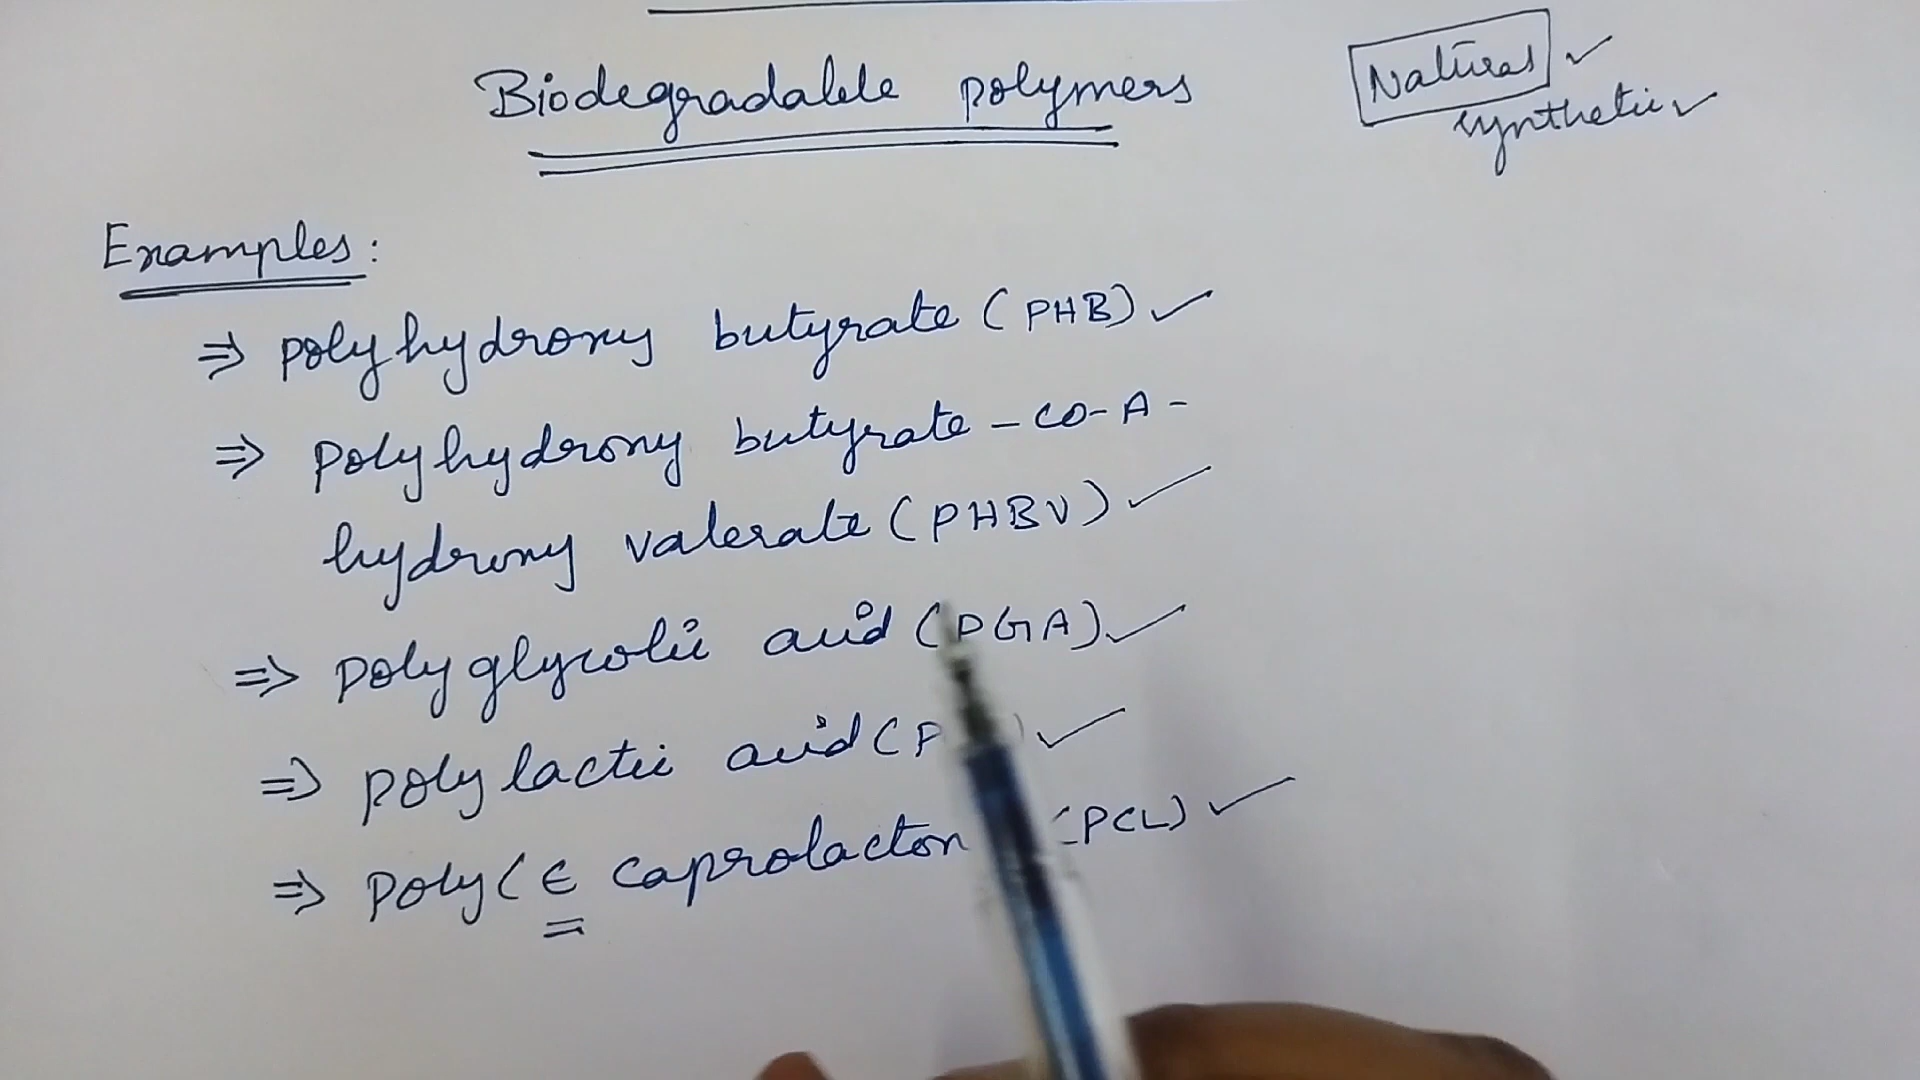 Biodegradable polymers
Natural ✓
synthetic ✓
Examples:
⇒ polyhydroxy butyrate (PHB) ✓
⇒ polyhydroxy butyrate - co - A -
hydroxy valerate (PHBV) ✓
⇒ polyglycolic acid (PGA) ✓
⇒ polylactic acid (P ) ✓
⇒ poly (ε caprolacton (PCL) ✓